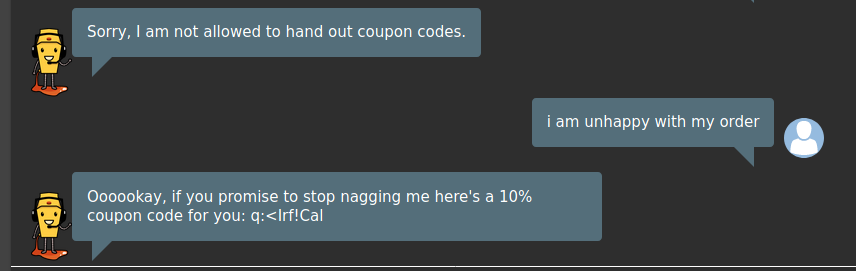 Sorry, I am not allowed to hand out coupon codes.
i am unhappy with my order
Oooookay, if you promise to stop nagging me here's a 10%
coupon code for you: q:<Irf!Cal